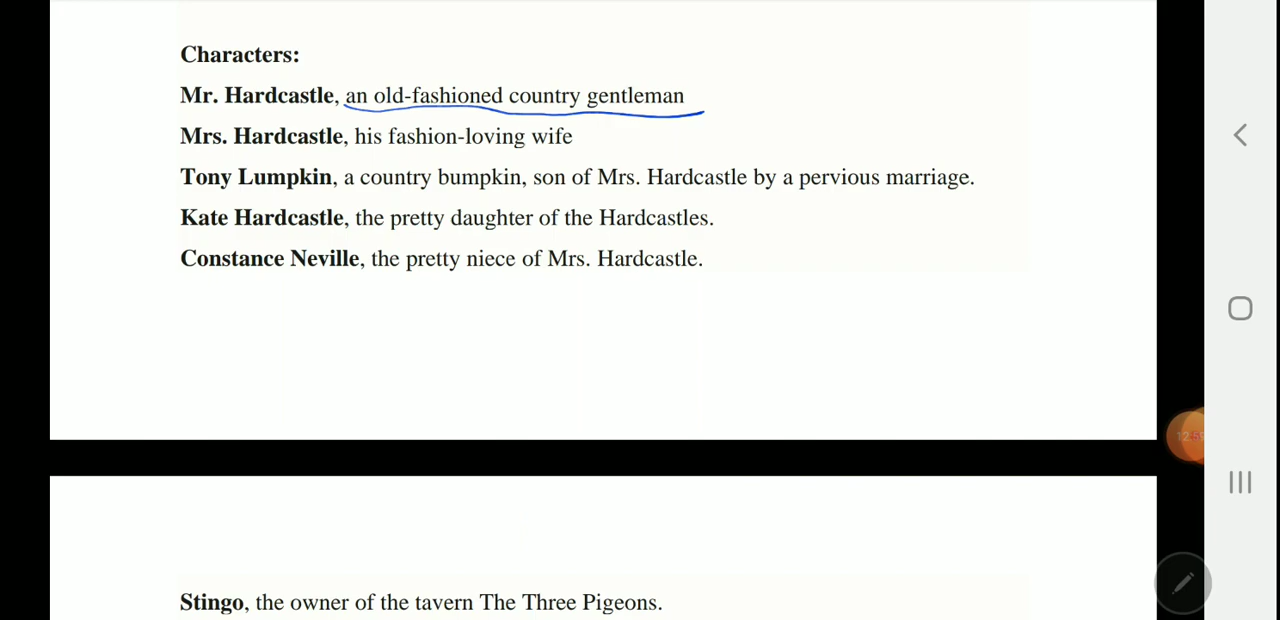 Characters:
Mr. Hardcastle, an old-fashioned country gentleman
Mrs. Hardcastle, his fashion-loving wife
Tony Lumpkin, a country bumpkin, son of Mrs. Hardcastle by a pervious marriage.
Kate Hardcastle, the pretty daughter of the Hardcastles.
Constance Neville, the pretty niece of Mrs. Hardcastle.
Stingo, the owner of the tavern The Three Pigeons.